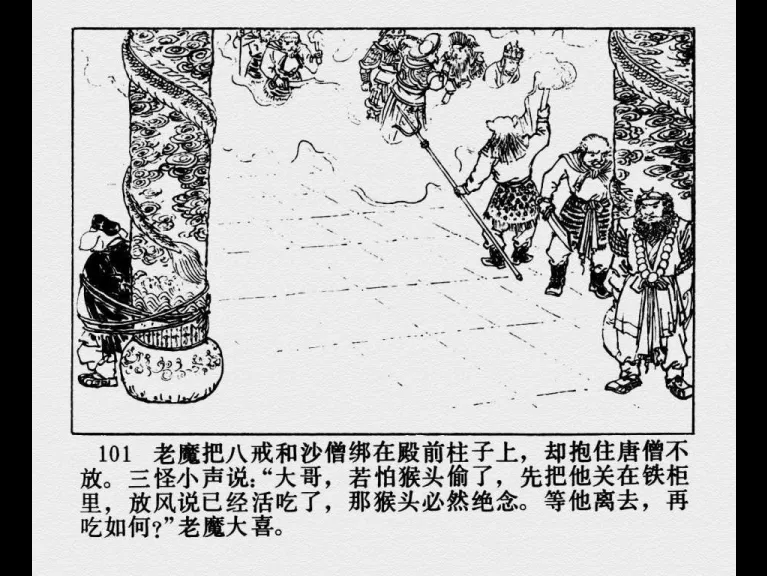 101 老魔把八戒和沙僧绑在殿前柱子上，却抱住唐僧不
放。三怪小声说：“大哥，若怕猴头偷了，先把他关在铁柜
里，放风说已经活吃了，那猴头必然绝念。等他离去，再
吃如何？”老魔大喜。